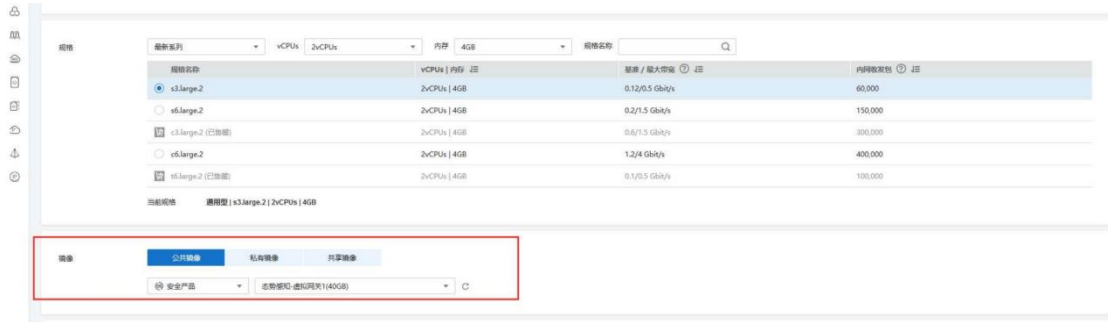 规格 最新系列 vCPUs 2vCPUs 内存 4GB 规格名称
规格名称 vCPUs | 内存 基准 / 最大带宽 内网收发包
s3.large.2 2vCPUs | 4GB 0.12/0.5 Gbit/s 60,000
s6.large.2 2vCPUs | 4GB 0.2/1.5 Gbit/s 150,000
c3.large.2 (已售罄) 2vCPUs | 4GB 0.6/1.5 Gbit/s 300,000
c6.large.2 2vCPUs | 4GB 1.2/4 Gbit/s 400,000
t6.large.2 (已售罄) 2vCPUs | 4GB 0.1/0.5 Gbit/s 100,000
当前规格 通用型 | s3.large.2 | 2vCPUs | 4GB
镜像 公共镜像 私有镜像 共享镜像
安全产品 态势感知-虚拟网关1(40GB)